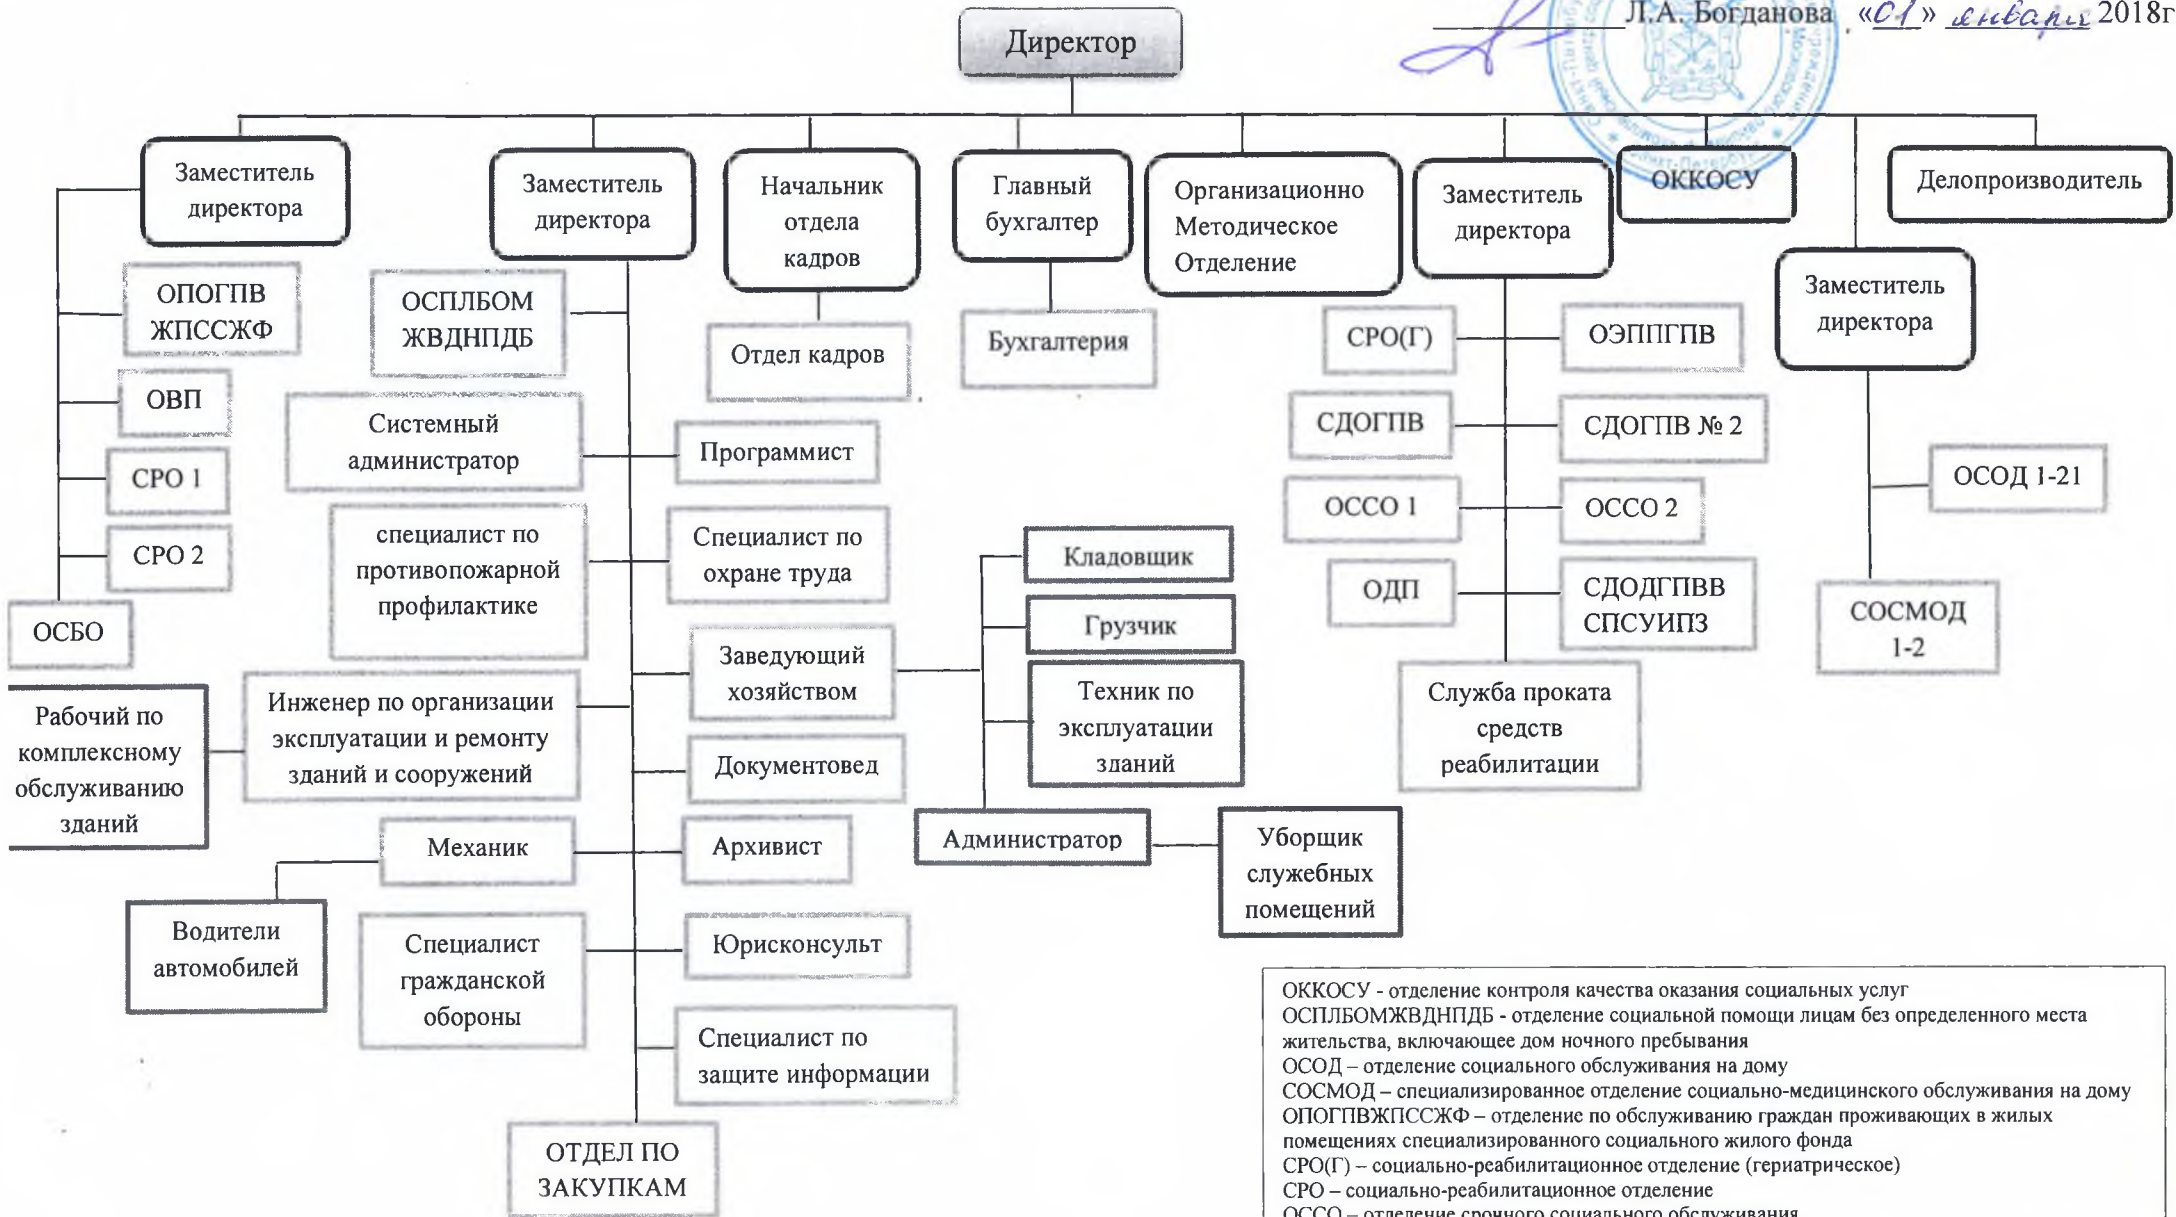 Л.А. Богданова «01» января 2018г
Директор
Заместитель
директора
Заместитель
директора
Начальник
отдела
кадров
Главный
бухгалтер
Организационно
Методическое
Отделение
Заместитель
директора
ОККОСУ
Делопроизводитель
Заместитель
директора
ОПОГПВ
ЖПССЖФ
ОВП
СРО 1
СРО 2
ОСБО
ОСПЛБОМ
ЖВДНПДБ
Системный
администратор
Программист
специалист по
противопожарной
профилактике
Специалист по
охране труда
Заведующий
хозяйством
Инженер по организации
эксплуатации и ремонту
зданий и сооружений
Рабочий по
комплексному
обслуживанию
зданий
Документовед
Механик
Архивист
Водители
автомобилей
Специалист
гражданской
обороны
Юрисконсульт
Специалист по
защите информации
ОТДЕЛ ПО
ЗАКУПКАМ
Отдел кадров
Бухгалтерия
Кладовщик
Грузчик
Техник по
эксплуатации
зданий
Администратор
Уборщик
служебных
помещений
СРО(Г)
ОЭППГПВ
СДОГПВ
СДОГПВ № 2
ОССО 1
ОССО 2
ОДП
СДОДГПВВ
СПСУИПЗ
Служба проката
средств
реабилитации
ОСОД 1-21
СОСМОД
1-2
ОККОСУ - отделение контроля качества оказания социальных услуг
ОСПЛБОМЖВДНПДБ - отделение социальной помощи лицам без определенного места
жительства, включающее дом ночного пребывания
ОСОД – отделение социального обслуживания на дому
СОСМОД – специализированное отделение социально-медицинского обслуживания на дому
ОПОГПВЖПССЖФ – отделение по обслуживанию граждан проживающих в жилых
помещениях специализированного социального жилого фонда
СРО(Г) – социально-реабилитационное отделение (гериатрическое)
СРО – социально-реабилитационное отделение
ОССО – отделение срочного социального обслуживания